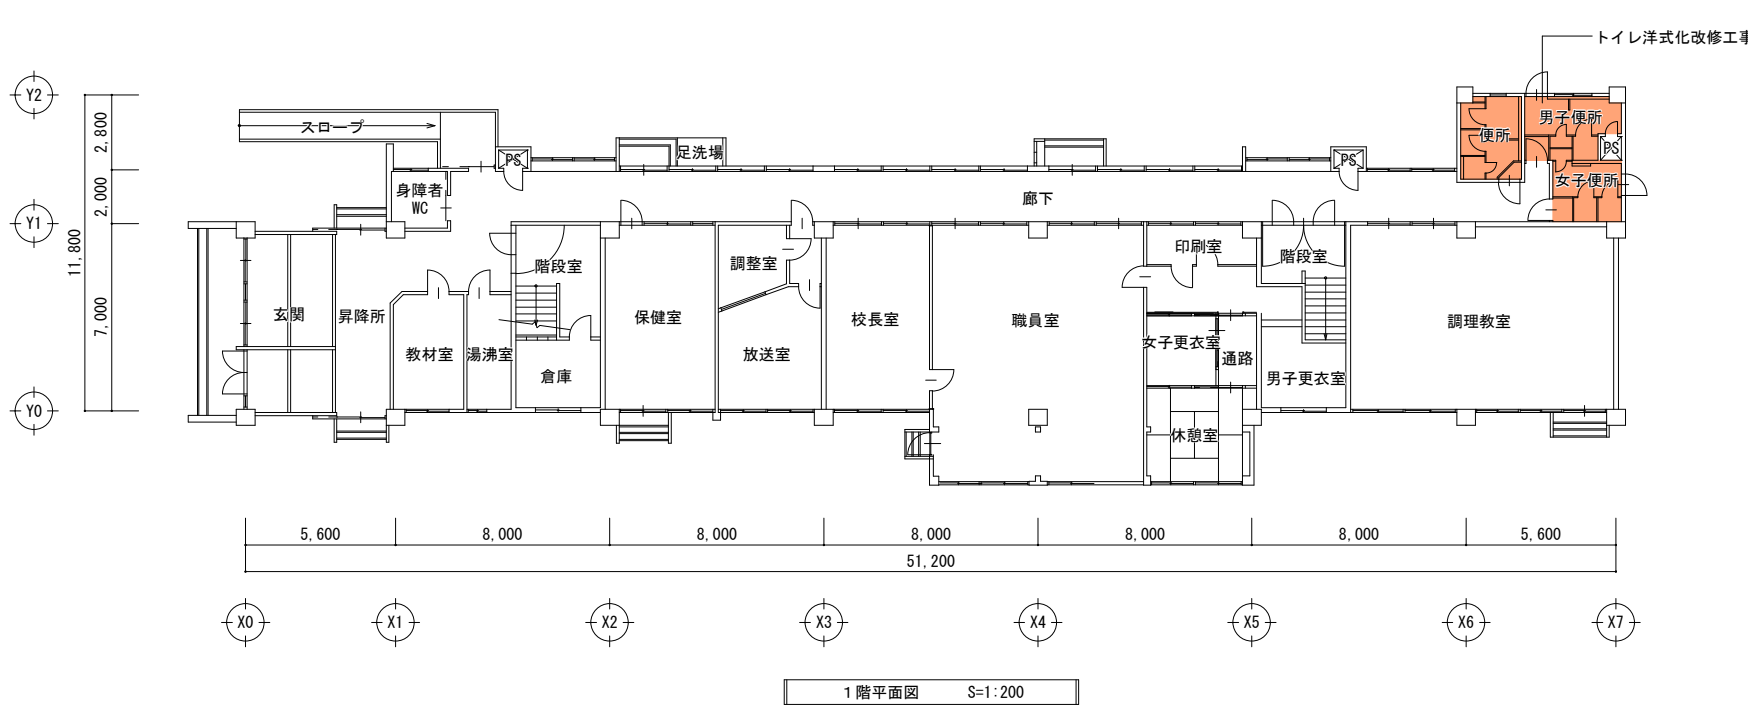 トイレ洋式化改修工事
Y2
2,800
スロープ
男子便所
便所
足洗場
PS
PS
PS
身障者
WC
女子便所
2,000
廊下
Y1
11,800
印刷室
階段室
調整室
階段室
7,000
玄関
昇降所
保健室
校長室
職員室
調理教室
女子更衣室
教材室
湯沸室
放送室
通路
倉庫
男子更衣室
Y0
休憩室
5,600
8,000
8,000
8,000
8,000
8,000
5,600
51,200
X0
X1
X2
X3
X4
X5
X6
X7
1階平面図 S=1:200